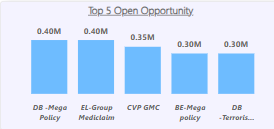 Top 5 Open Opportunity
0.40M 0.40M 0.35M 0.30M 0.30M
DB -Mega EL-Group CVP GMC BE-Mega DB
Policy Mediclaim policy -Terroris...